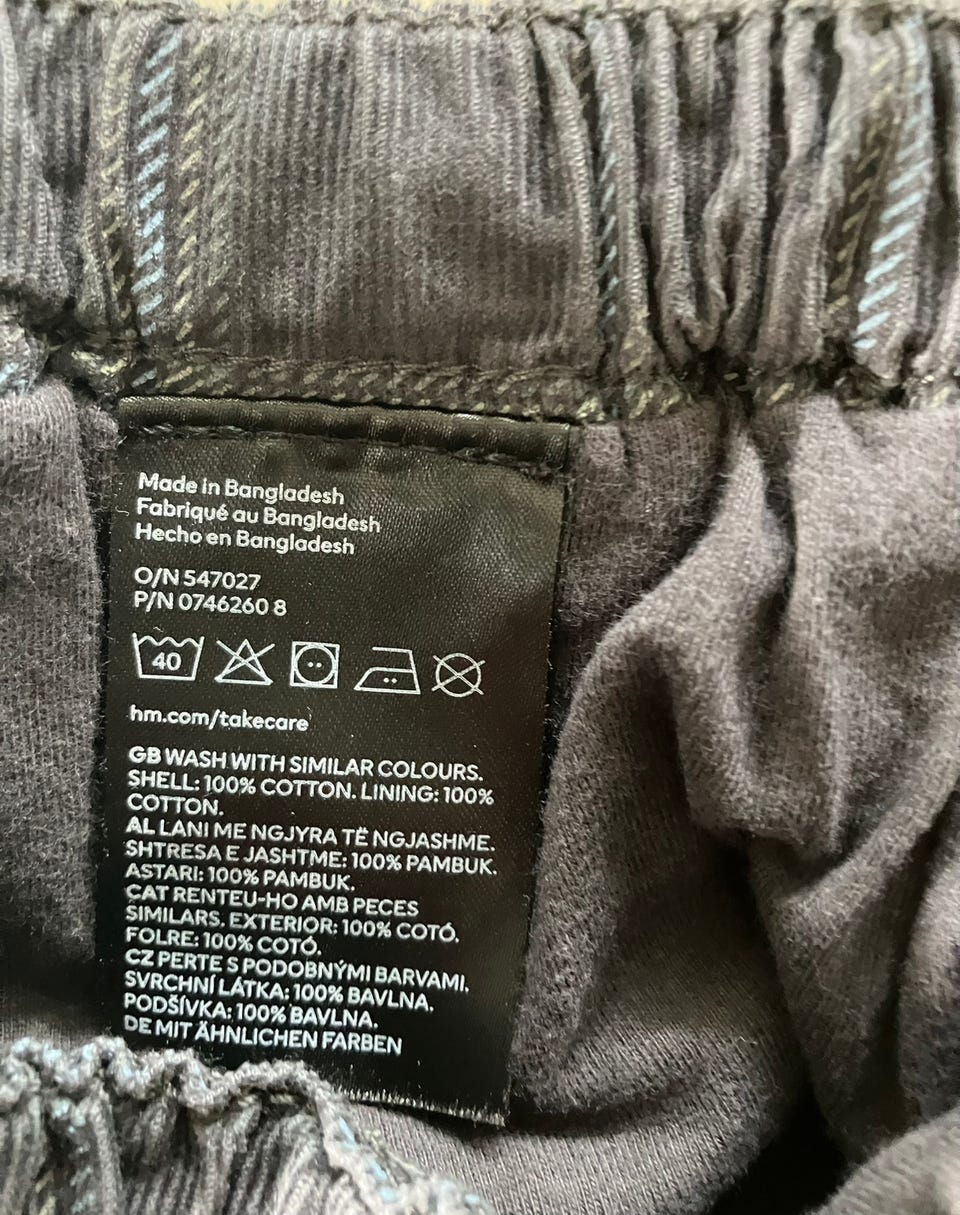 Made in Bangladesh
Fabriqué au Bangladesh
Hecho en Bangladesh
O/N 547027
P/N 0746260 8
40
hm.com/takecare
GB WASH WITH SIMILAR COLOURS.
SHELL: 100% COTTON. LINING: 100%
COTTON.
AL LANI ME NGJYRA TË NGJASHME.
SHTRESA E JASHTME: 100% PAMBUK.
ASTARI: 100% PAMBUK.
CAT RENTEU-HO AMB PECES
SIMILARS. EXTERIOR: 100% COTÓ.
FOLRE: 100% COTÓ.
CZ PERTE S PODOBNÝMI BARVAMI.
SVRCHNÍ LÁTKA: 100% BAVLNA.
PODŠÍVKA: 100% BAVLNA.
DE MIT ÄHNLICHEN FARBEN